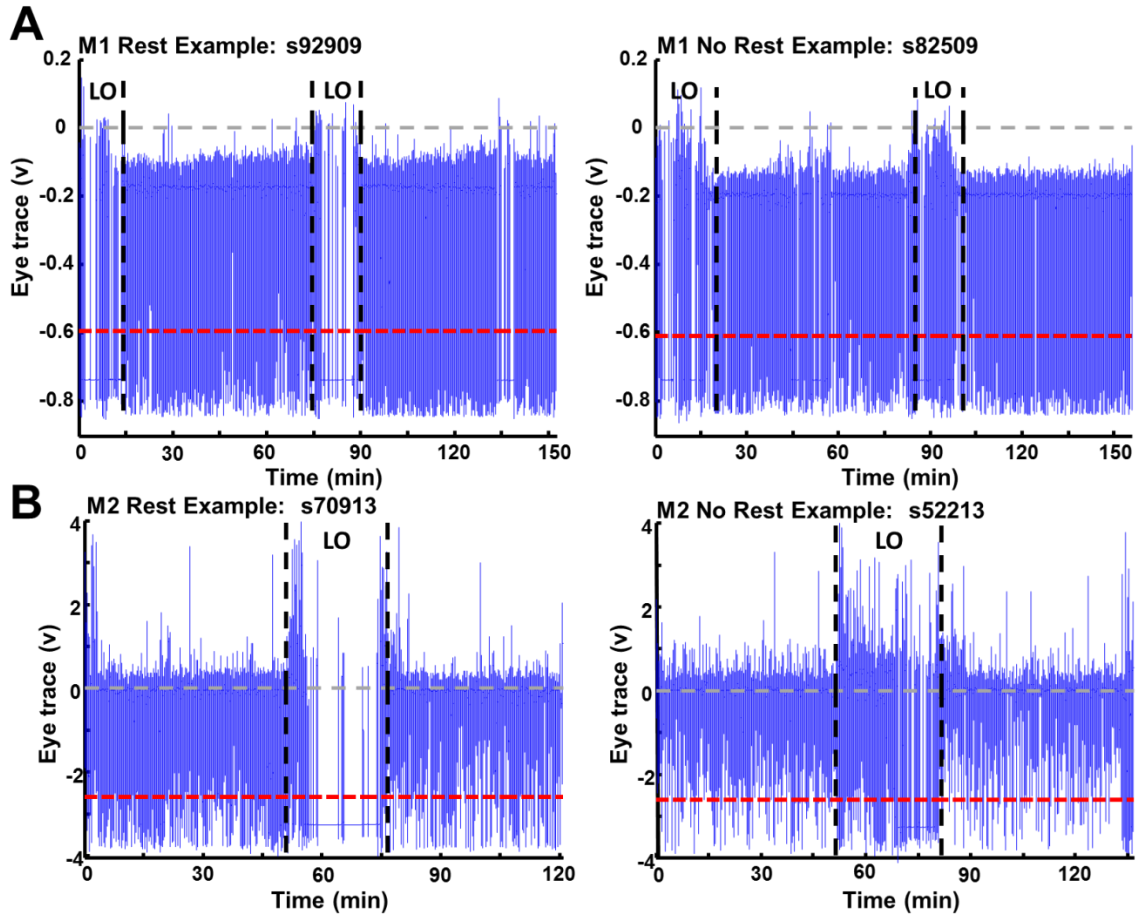 A
M1 Rest Example: s92909
0.2
0
-0.2
-0.4
-0.6
-0.8
Eye trace (v)
LO
LO
0
30
60
90
120
150
Time (min)
M1 No Rest Example: s82509
0.2
0
-0.2
-0.4
-0.6
-0.8
Eye trace (v)
LO
LO
0
30
60
90
120
150
Time (min)
B
M2 Rest Example: s70913
4
2
0
-2
-4
Eye trace (v)
LO
0
30
60
90
120
Time (min)
M2 No Rest Example: s52213
4
2
0
-2
-4
Eye trace (v)
LO
0
30
60
90
120
Time (min)